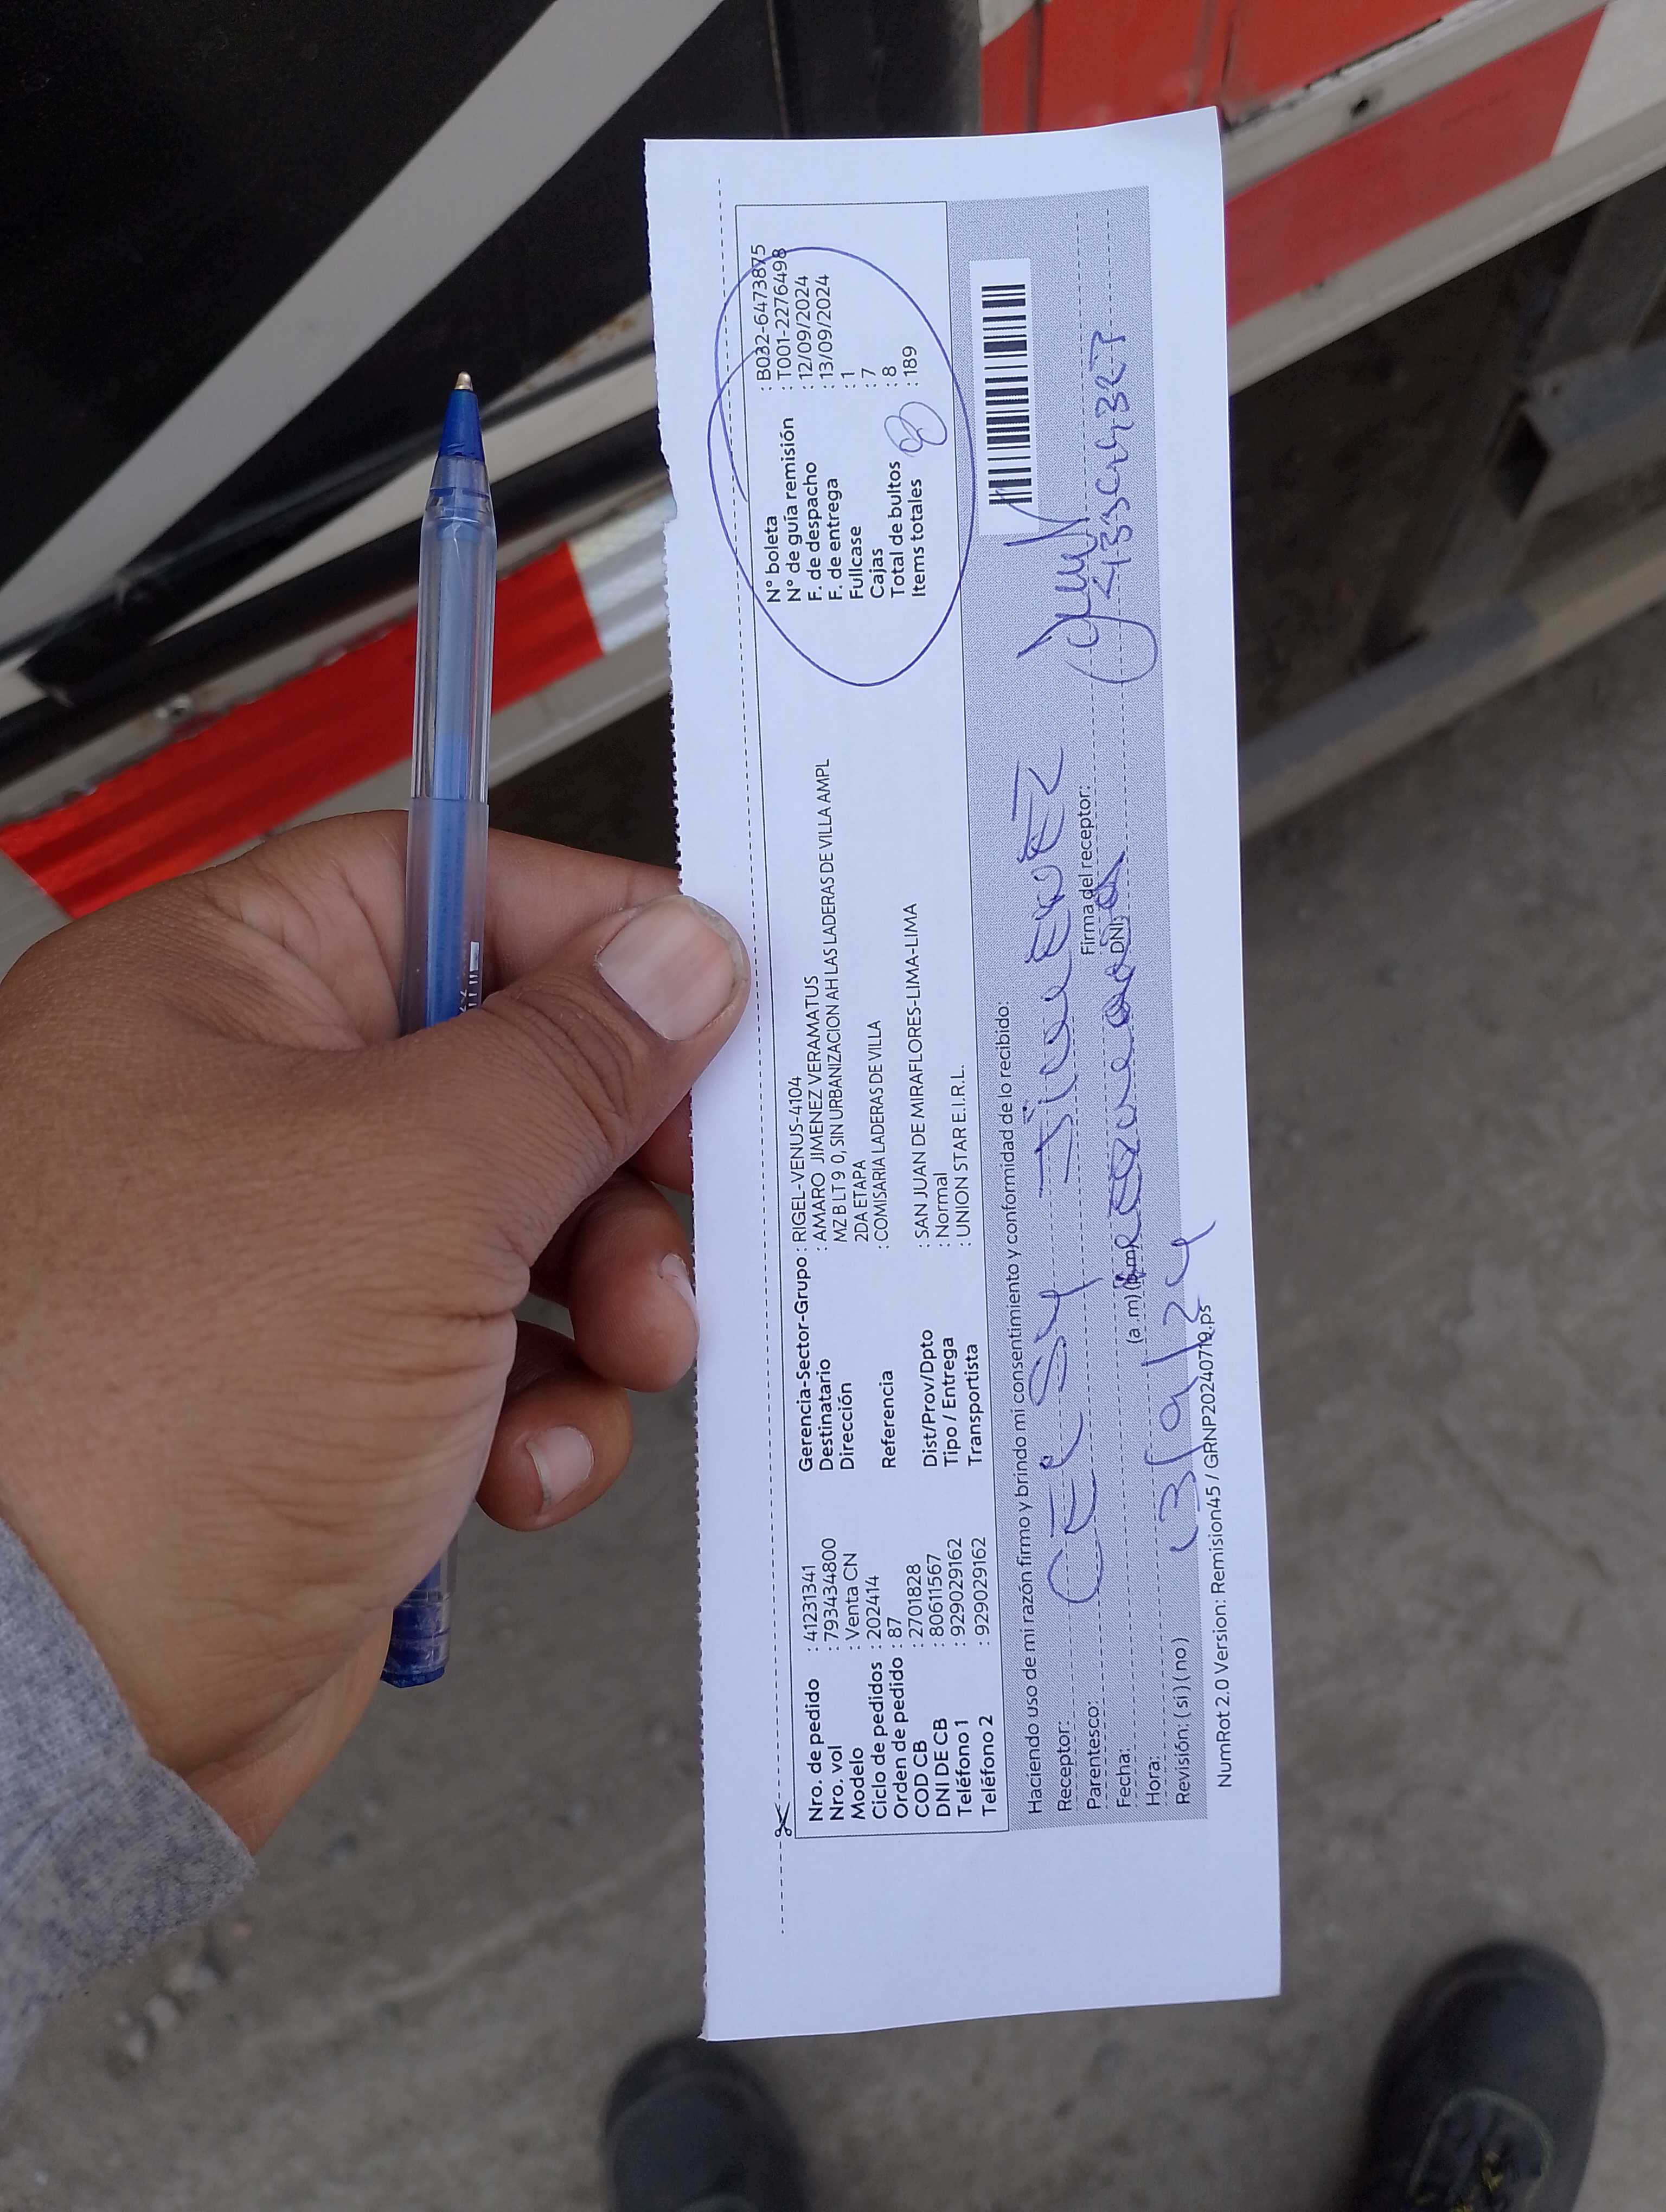 Nro. de pedido : 41231341
Nro. vol : 793434800
Modelo : Venta CN
Ciclo de pedidos : 202414
Orden de pedido : 87
COD CB : 2701828
DNI DE CB : 80611567
Teléfono 1 : 929029162
Teléfono 2 : 929029162
Gerencia-Sector-Grupo : RIGEL-VENUS-4104
Destinatario : AMARO JIMENEZ VERAMATUS
Dirección : MZ B LT 9 0, SIN URBANIZACION AH LAS LADERAS DE VILLA AMPL
2DA ETAPA
Referencia : COMISARIA LADERAS DE VILLA
Dist/Prov/Dpto : SAN JUAN DE MIRAFLORES-LIMA-LIMA
Tipo / Entrega : Normal
Transportista : UNION STAR E.I.R.L.
N° boleta : B032-6473875
N° de guía remisión : T001-2276498
F. de despacho : 12/09/2024
F. de entrega : 13/09/2024
Fullcase : 1
Cajas : 7
Total de bultos : 8
Items totales : 189
Haciendo uso de mi razón firmo y brindo mi consentimiento y conformidad de lo recibido:
Receptor:
Parentesco: Firma del receptor:
Fecha: DNI:
Hora: (a.m) (p.m)
13/9/24
Revisión: ( si ) ( no )
NumRot 2.0 Version: Remision45 / GRNP20240710.ps